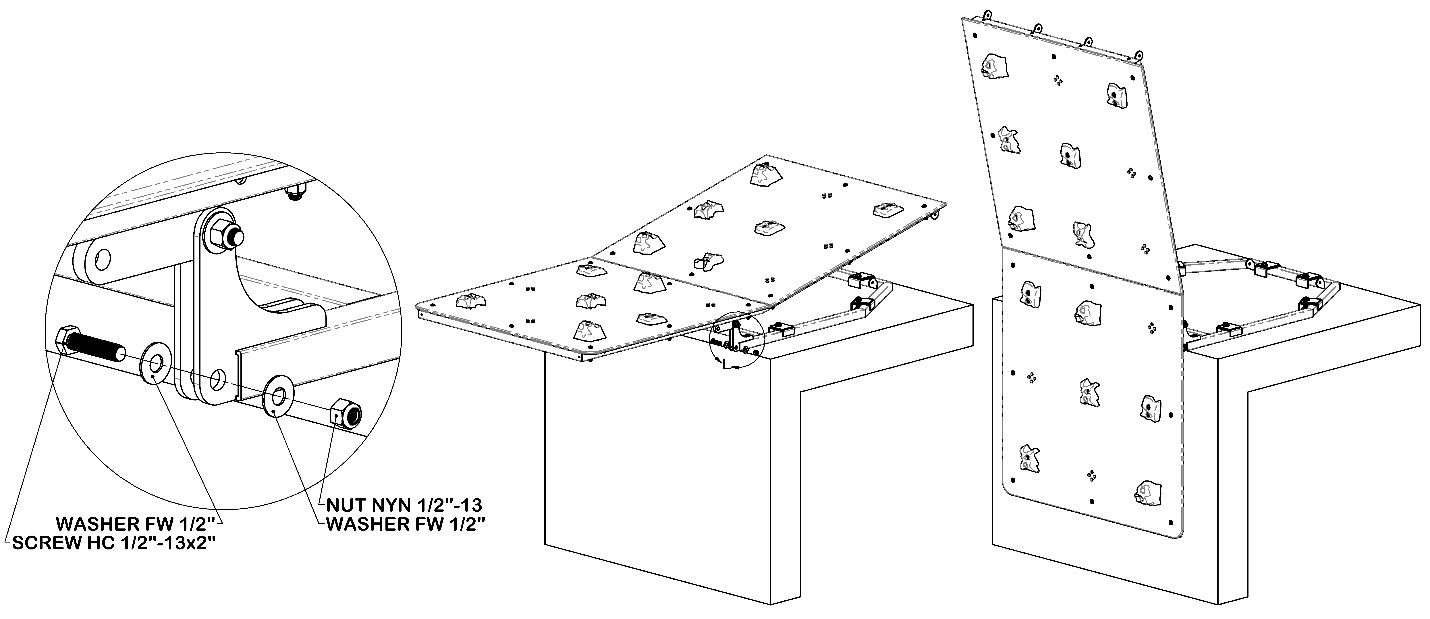 NUT NYN 1/2"-13
WASHER FW 1/2"
WASHER FW 1/2"
SCREW HC 1/2"-13x2"